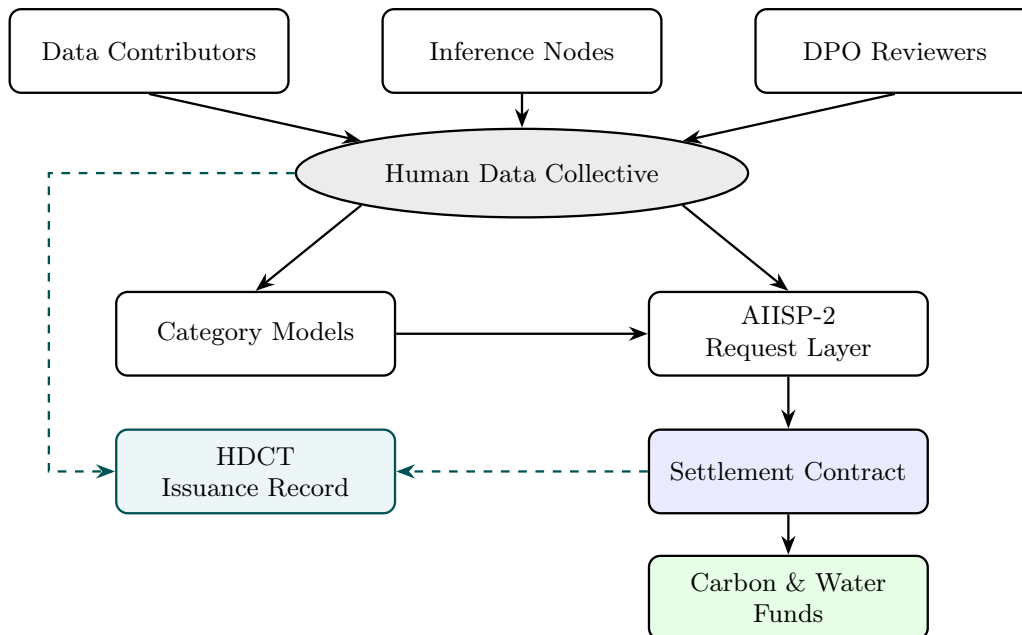 Data Contributors
Inference Nodes
DPO Reviewers
Human Data Collective
Category Models
AIISP-2
Request Layer
HDCT
Issuance Record
Settlement Contract
Carbon & Water
Funds